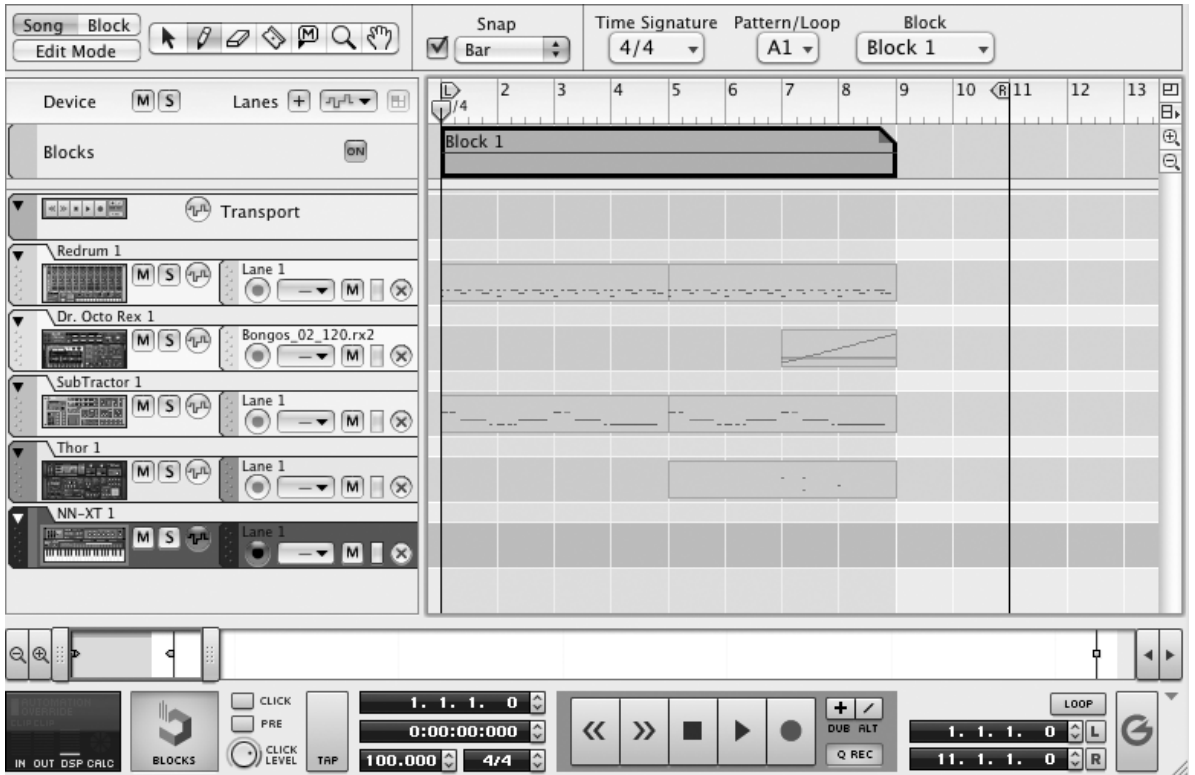 Song Block
Edit Mode
M
Snap
Bar
Time Signature
4/4
Pattern/Loop
A1
Block
Block 1
Device M S Lanes +
L 2 3 4 5 6 7 8 9 10 R 11 12 13
/4
Blocks ON
Block 1
Transport
Redrum 1
M S Lane 1
M
Dr. Octo Rex 1
M S Bongos_02_120.rx2
M
SubTractor 1
M S Lane 1
M
Thor 1
M S Lane 1
M
NN-XT 1
M S Lane 1
M
AUTOMATION
OVERRIDE
IN OUT DSP CALC
BLOCKS
CLICK
PRE
CLICK
LEVEL
TAP
1. 1. 1. 0
0:00:00:000
100.000 4/4
DUB ALT
Q REC
LOOP
1. 1. 1. 0 L
11. 1. 1. 0 R